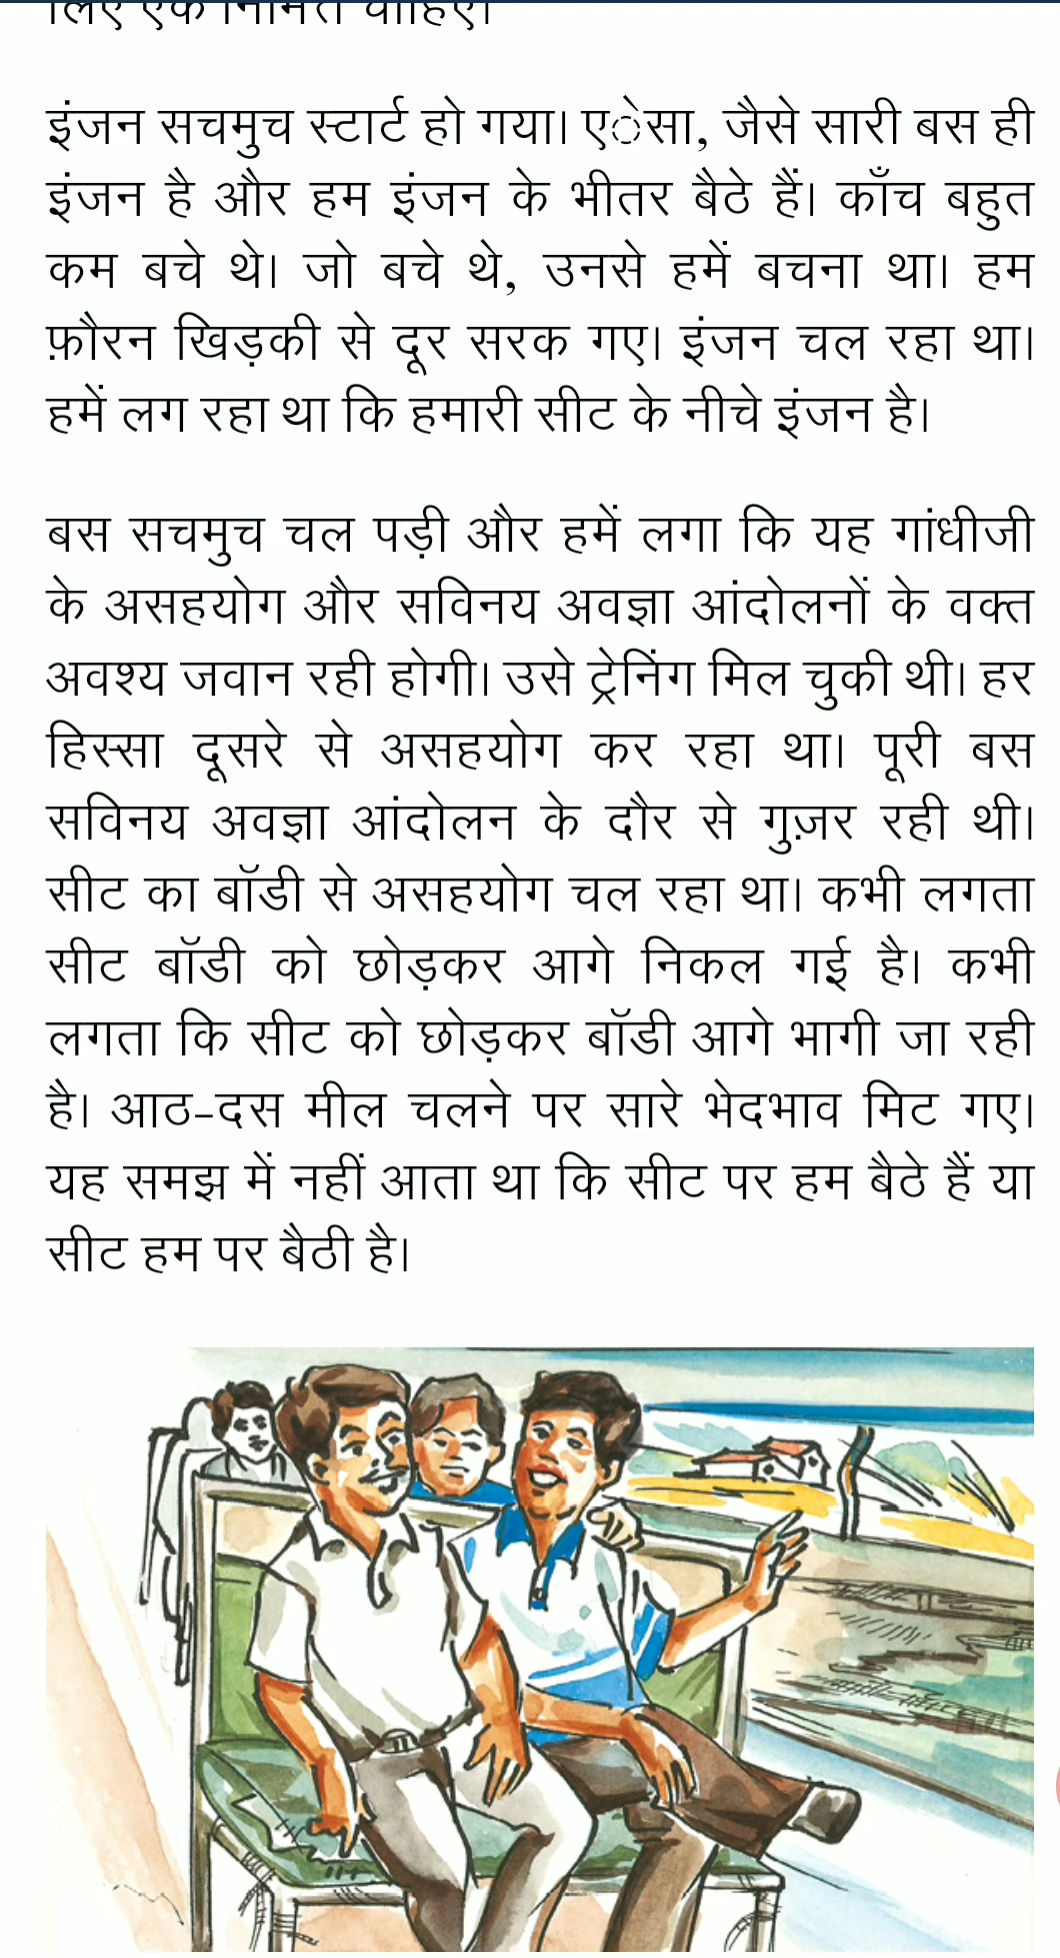 लिए एक निमित्त चाहिए।
इंजन सचमुच स्टार्ट हो गया। एेसा, जैसे सारी बस ही
इंजन है और हम इंजन के भीतर बैठे हैं। काँच बहुत
कम बचे थे। जो बचे थे, उनसे हमें बचना था। हम
फ़ौरन खिड़की से दूर सरक गए। इंजन चल रहा था।
हमें लग रहा था कि हमारी सीट के नीचे इंजन है।
बस सचमुच चल पड़ी और हमें लगा कि यह गांधीजी
के असहयोग और सविनय अवज्ञा आंदोलनों के वक्त
अवश्य जवान रही होगी। उसे ट्रेनिंग मिल चुकी थी। हर
हिस्सा दूसरे से असहयोग कर रहा था। पूरी बस
सविनय अवज्ञा आंदोलन के दौर से गुज़र रही थी।
सीट का बॉडी से असहयोग चल रहा था। कभी लगता
सीट बॉडी को छोड़कर आगे निकल गई है। कभी
लगता कि सीट को छोड़कर बॉडी आगे भागी जा रही
है। आठ-दस मील चलने पर सारे भेदभाव मिट गए।
यह समझ में नहीं आता था कि सीट पर हम बैठे हैं या
सीट हम पर बैठी है।